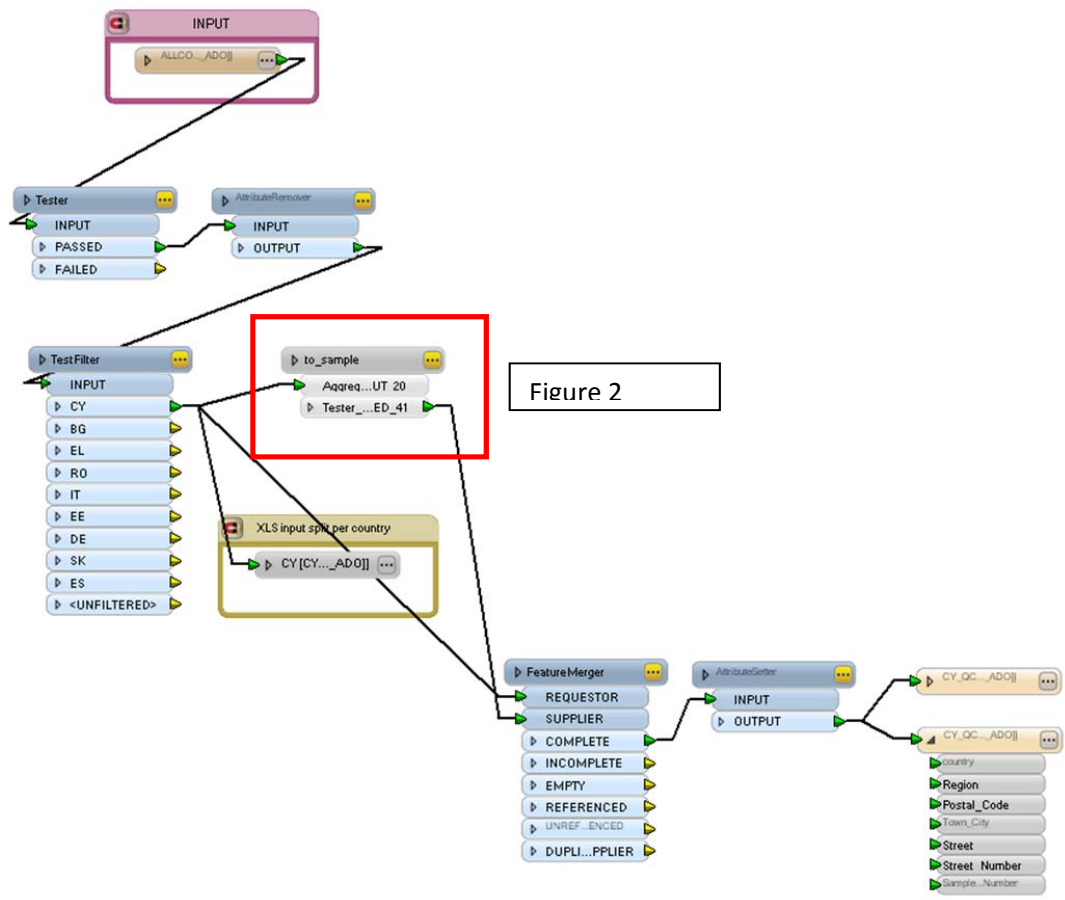 INPUT
ALLCO..._ADO]]
Tester
INPUT
PASSED
FAILED
AttributeRemover
INPUT
OUTPUT
TestFilter
INPUT
CY
BG
EL
RO
IT
EE
DE
SK
ES
<UNFILTERED>
to_sample
Aggreg...UT 20
Tester_...ED_41
Figure 2
XLS input split per country
CY [CY..._ADO]]
FeatureMerger
REQUESTOR
SUPPLIER
COMPLETE
INCOMPLETE
EMPTY
REFERENCED
UNREF...ENCED
DUPLI...PPLIER
AttributeSetter
INPUT
OUTPUT
CY_QC..._ADO]]
CY_QC..._ADO]]
country
Region
Postal_Code
Town_City
Street
Street Number
Sample...Number